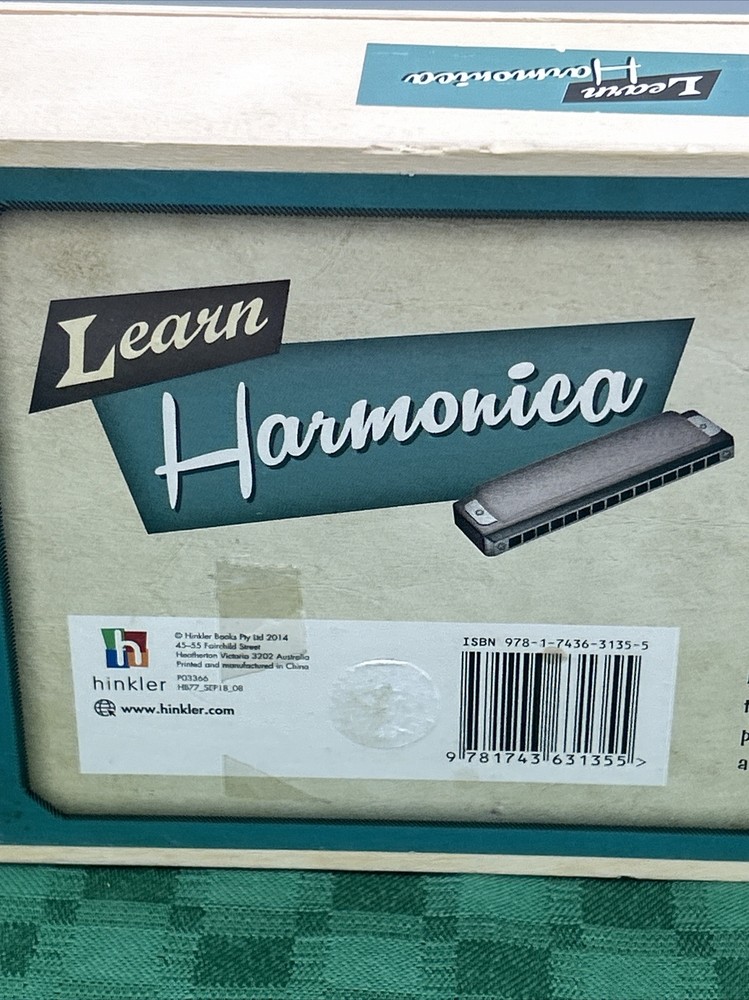 Learn
Harmonica
Learn
Harmonica
h
hinkler
© Hinkler Books Pty Ltd 2014
45–55 Fairchild Street
Heatherton Victoria 3202 Australia
Printed and manufactured in China
P03366
HB77_SEP18_08
www.hinkler.com
ISBN 978-1-7436-3135-5
9 781743 631355 >